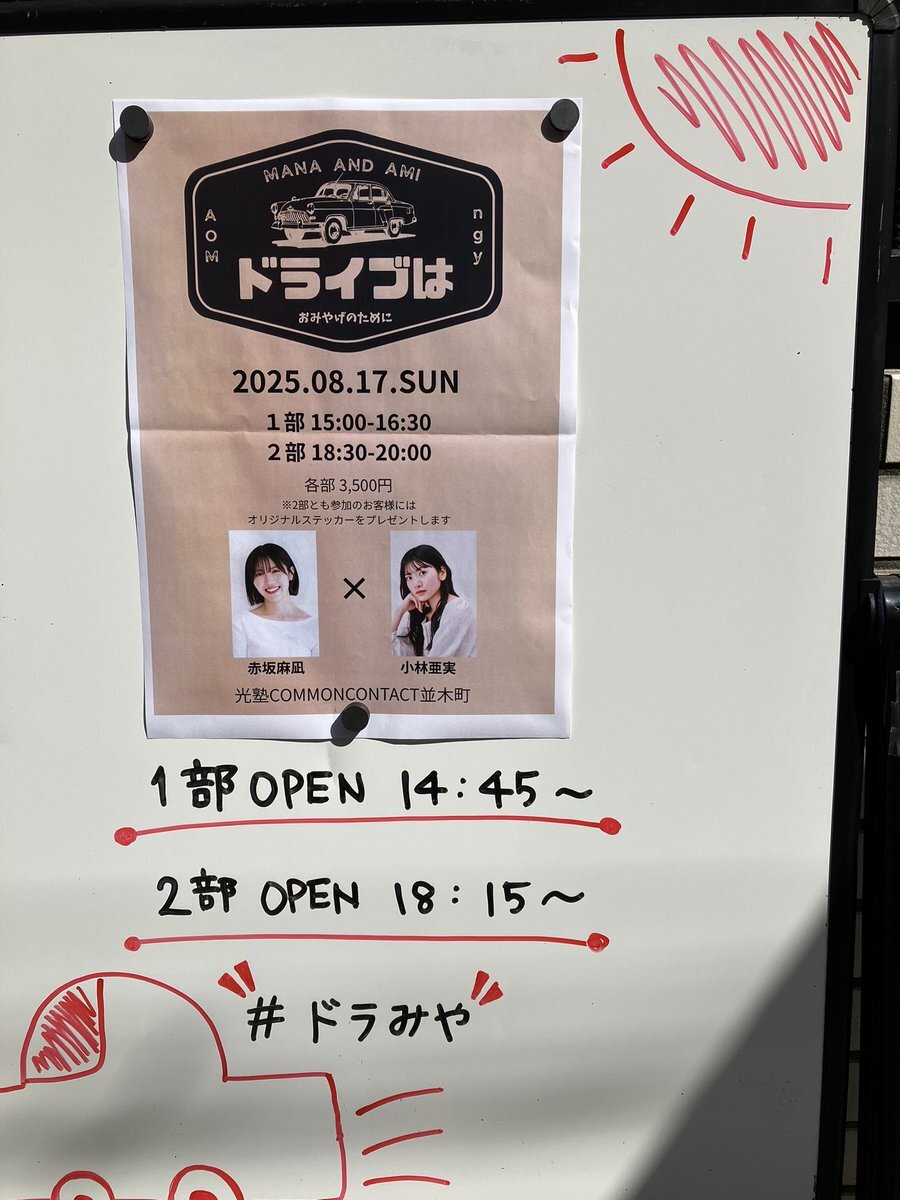 MANA AND AMI
AOM
ngy
ドライブは
おみやげのために
2025.08.17.SUN
1部 15:00-16:30
2部 18:30-20:00
各部 3,500円
※2部とも参加のお客様には
オリジナルステッカーをプレゼントします
×
赤坂麻凪 小林亜実
光塾COMMONCONTACT並木町
1部 OPEN 14:45〜
2部 OPEN 18:15〜
#ドラみや